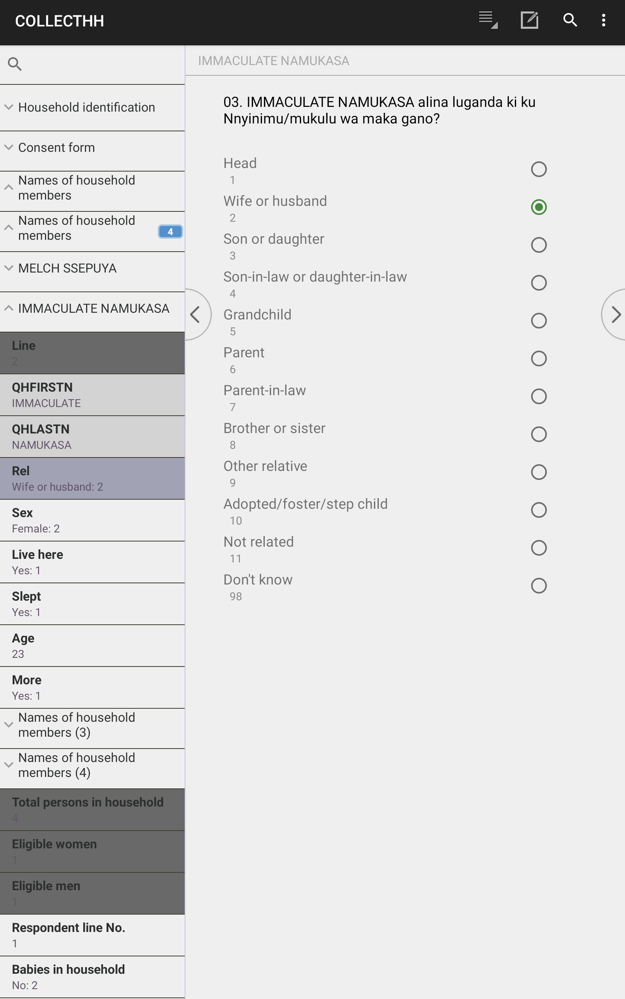 COLLECTHH
Household identification
Consent form
Names of household
members
Names of household
members
4
MELCH SSEPUYA
IMMACULATE NAMUKASA
Line
2
QHFIRSTN
IMMACULATE
QHLASTN
NAMUKASA
Rel
Wife or husband: 2
Sex
Female: 2
Live here
Yes: 1
Slept
Yes: 1
Age
23
More
Yes: 1
Names of household
members (3)
Names of household
members (4)
Total persons in household
4
Eligible women
1
Eligible men
1
Respondent line No.
1
Babies in household
No: 2
IMMACULATE NAMUKASA
03. IMMACULATE NAMUKASA alina luganda ki ku
Nnyinimu/mukulu wa maka gano?
Head
1
Wife or husband
2
Son or daughter
3
Son-in-law or daughter-in-law
4
Grandchild
5
Parent
6
Parent-in-law
7
Brother or sister
8
Other relative
9
Adopted/foster/step child
10
Not related
11
Don't know
98